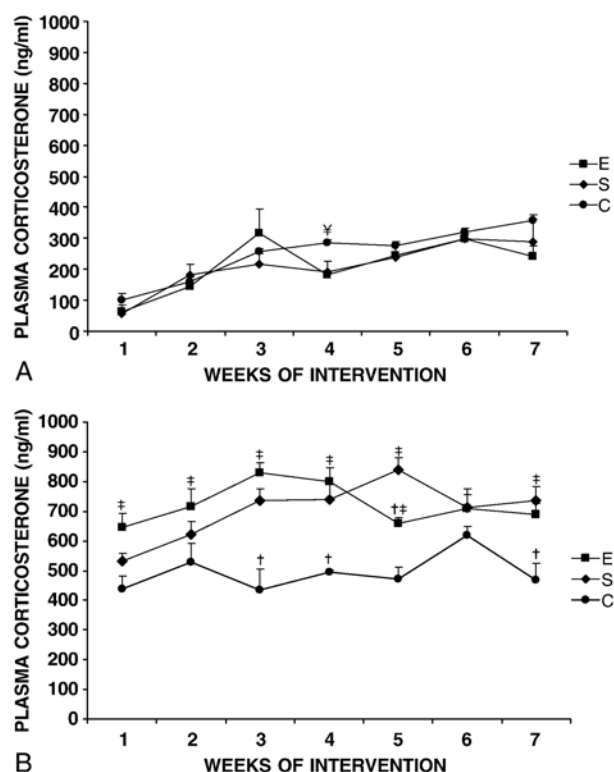 PLASMA CORTICOSTERONE (ng/ml)
1000
900
800
700
600
500
400
300
200
100
0
¥
E
S
C
1 2 3 4 5 6 7
WEEKS OF INTERVENTION
A
PLASMA CORTICOSTERONE (ng/ml)
1000
900
800
700
600
500
400
300
200
100
0
‡ ‡ ‡ ‡ ‡ ‡ ‡
†‡
† † †
E
S
C
1 2 3 4 5 6 7
WEEKS OF INTERVENTION
B